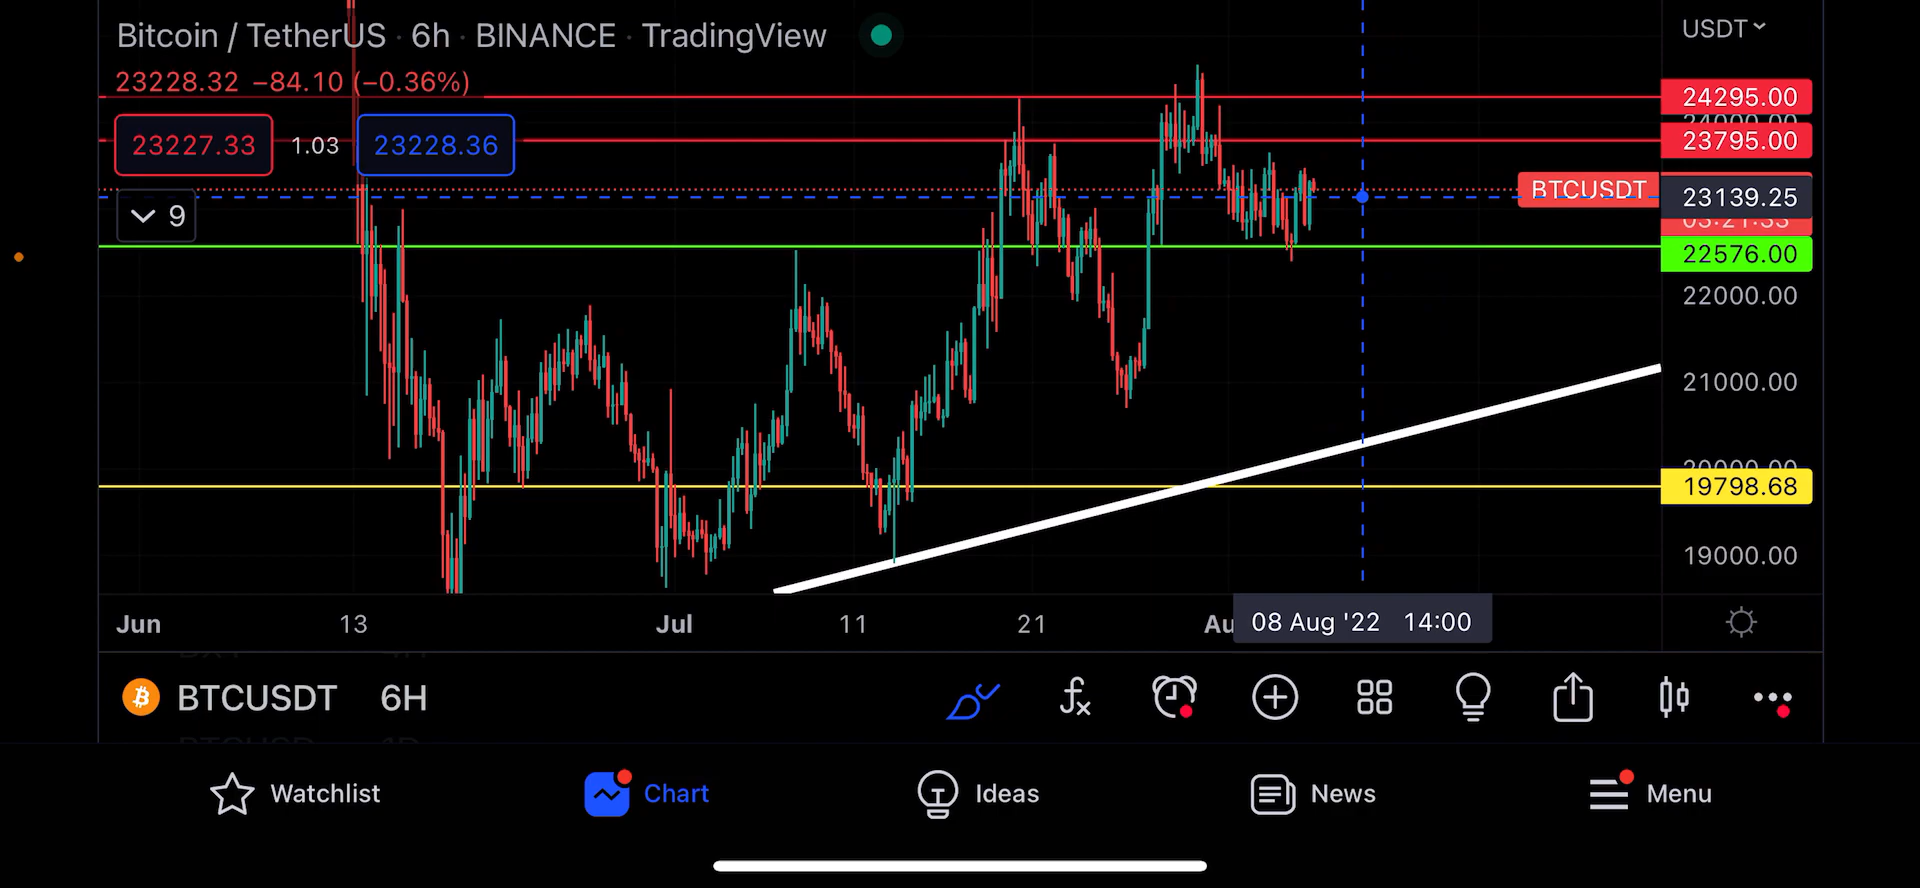 Bitcoin / TetherUS · 6h · BINANCE · TradingView
USDT
23228.32 −84.10 (−0.36%)
24295.00
23795.00
23227.33 1.03 23228.36
BTCUSDT 23139.25
9
22576.00
22000.00
21000.00
19798.68
19000.00
Jun 13 Jul 11 21 Au 08 Aug '22 14:00
BTCUSDT 6H
Watchlist Chart Ideas News Menu